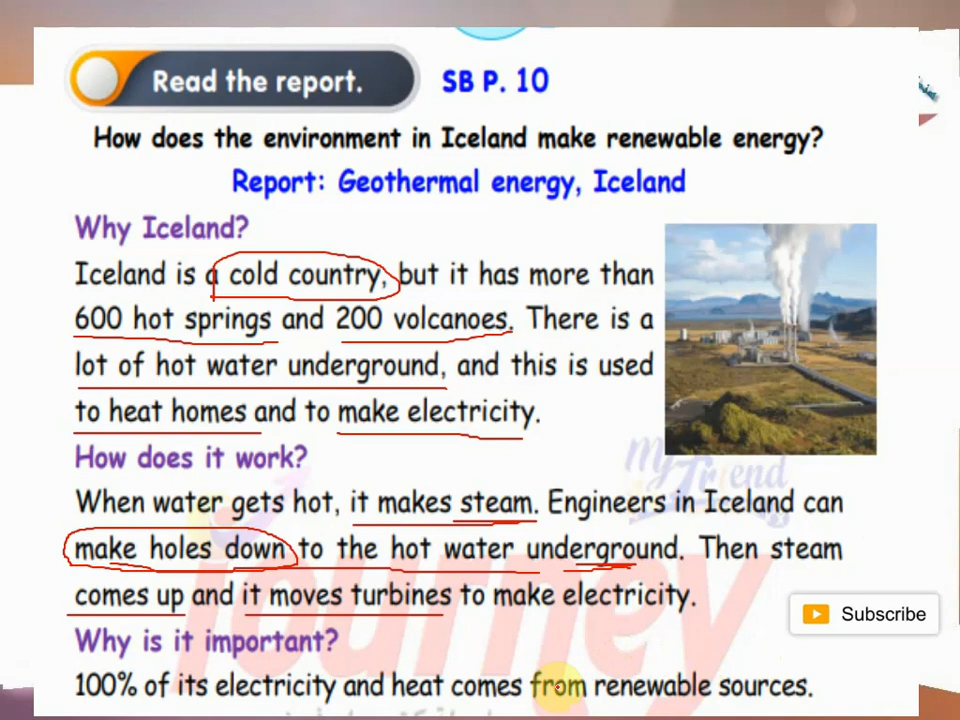 Read the report.
SB P. 10
How does the environment in Iceland make renewable energy?
Report: Geothermal energy, Iceland
Why Iceland?
Iceland is a cold country, but it has more than
600 hot springs and 200 volcanoes. There is a
lot of hot water underground, and this is used
to heat homes and to make electricity.
How does it work?
my friend
When water gets hot, it makes steam. Engineers in Iceland can
make holes down to the hot water underground. Then steam
comes up and it moves turbines to make electricity.
Subscribe
journey
Why is it important?
100% of its electricity and heat comes from renewable sources.